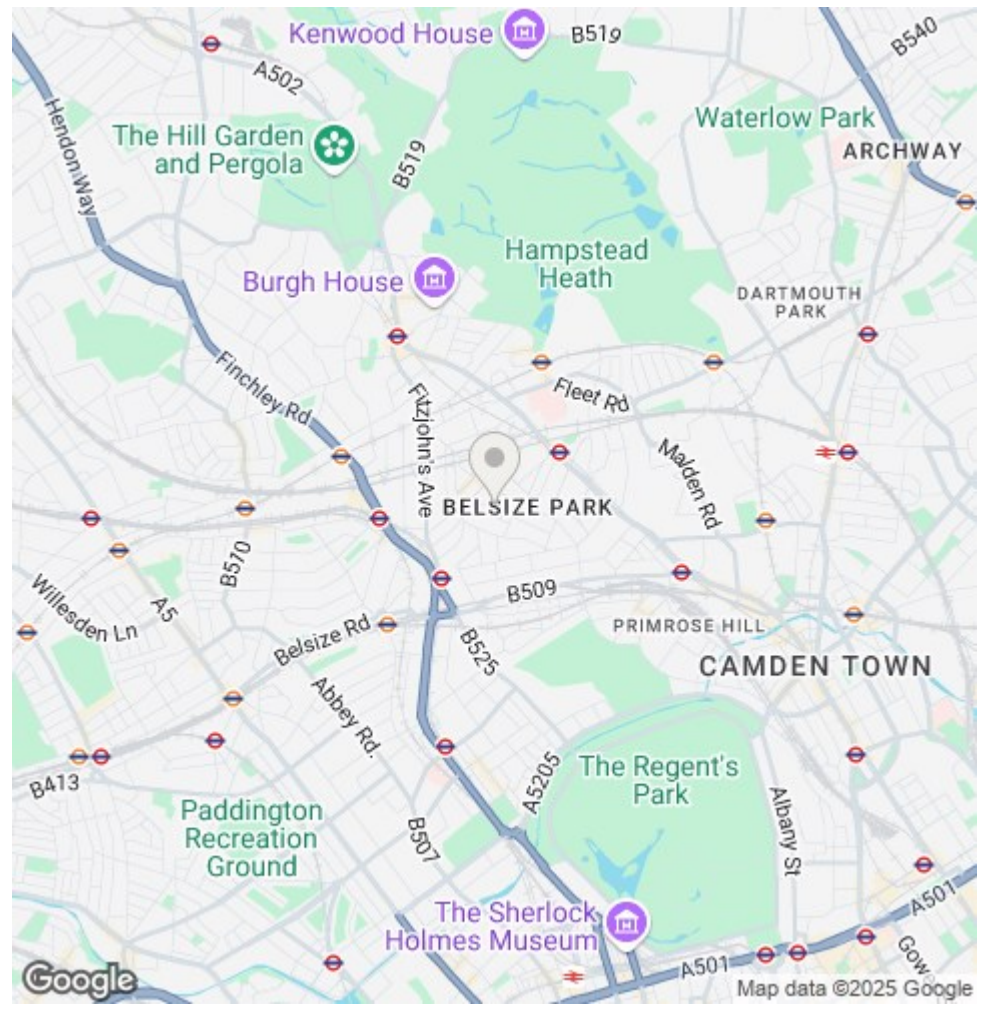 Kenwood House
B519
B540
A502
Waterlow Park
The Hill Garden
and Pergola
B519
ARCHWAY
Hendon Way
Hampstead
Heath
Burgh House
DARTMOUTH
PARK
Finchley Rd
Fitzjohn's Ave
Fleet Rd
Malden Rd
BELSIZE PARK
B510
B509
Willesden Ln
A5
Belsize Rd
PRIMROSE HILL
B525
CAMDEN TOWN
Abbey Rd.
The Regent's
Park
A5205
B413
Paddington
Recreation
Ground
Albany St
B507
The Sherlock
Holmes Museum
A501
A501
Gow
Google
Map data ©2025 Google